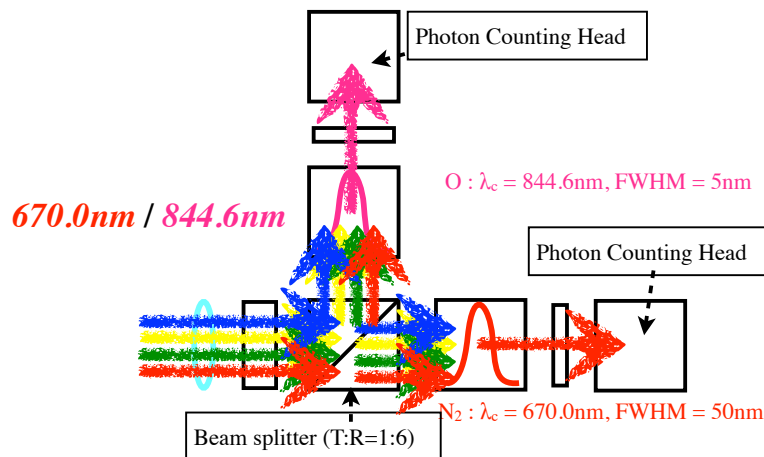 Photon Counting Head
O : λc = 844.6nm, FWHM = 5nm
670.0nm / 844.6nm
Photon Counting Head
N2 : λc = 670.0nm, FWHM = 50nm
Beam splitter (T:R=1:6)